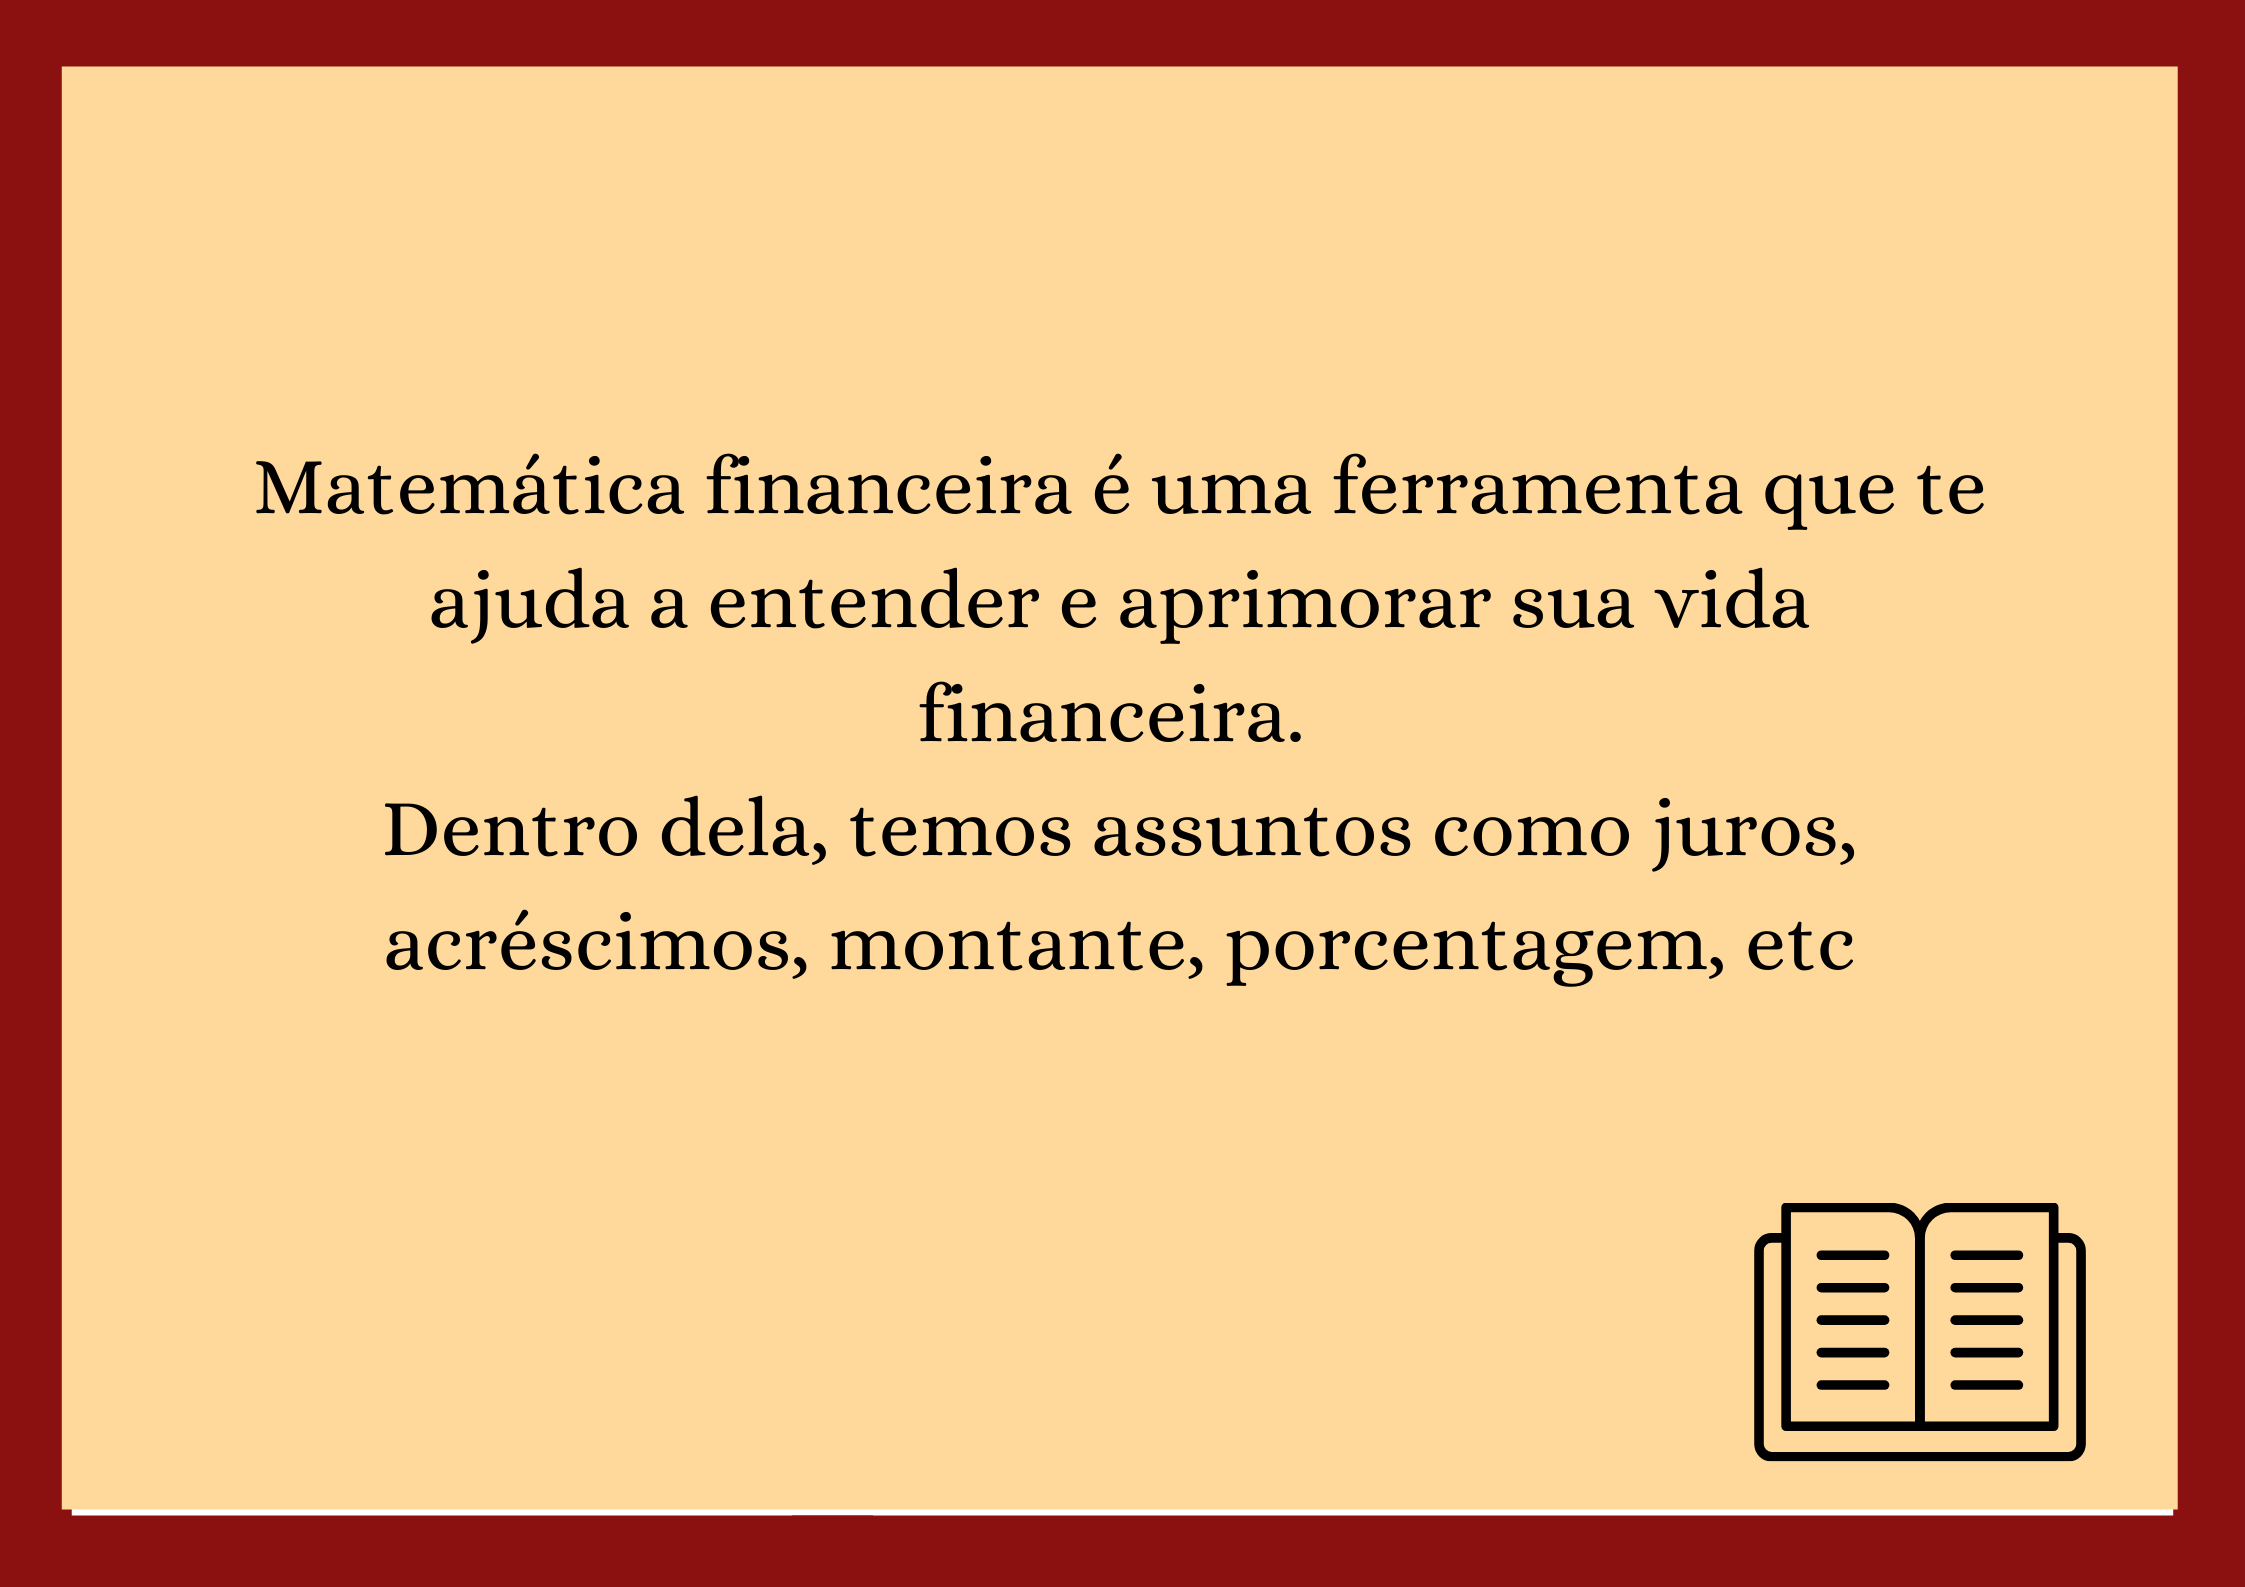 Matemática financeira é uma ferramenta que te
ajuda a entender e aprimorar sua vida
financeira.
Dentro dela, temos assuntos como juros,
acréscimos, montante, porcentagem, etc